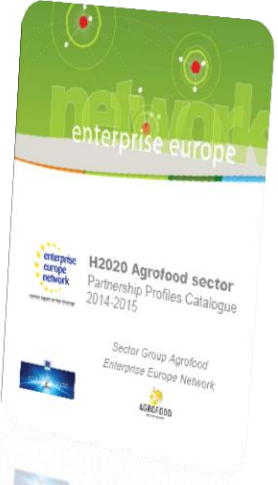 network
enterprise europe
enterprise
europe
network
H2020 Agrofood sector
Partnership Profiles Catalogue
2014-2015
Sector Group Agrofood
Enterprise Europe Network
AGROFOOD